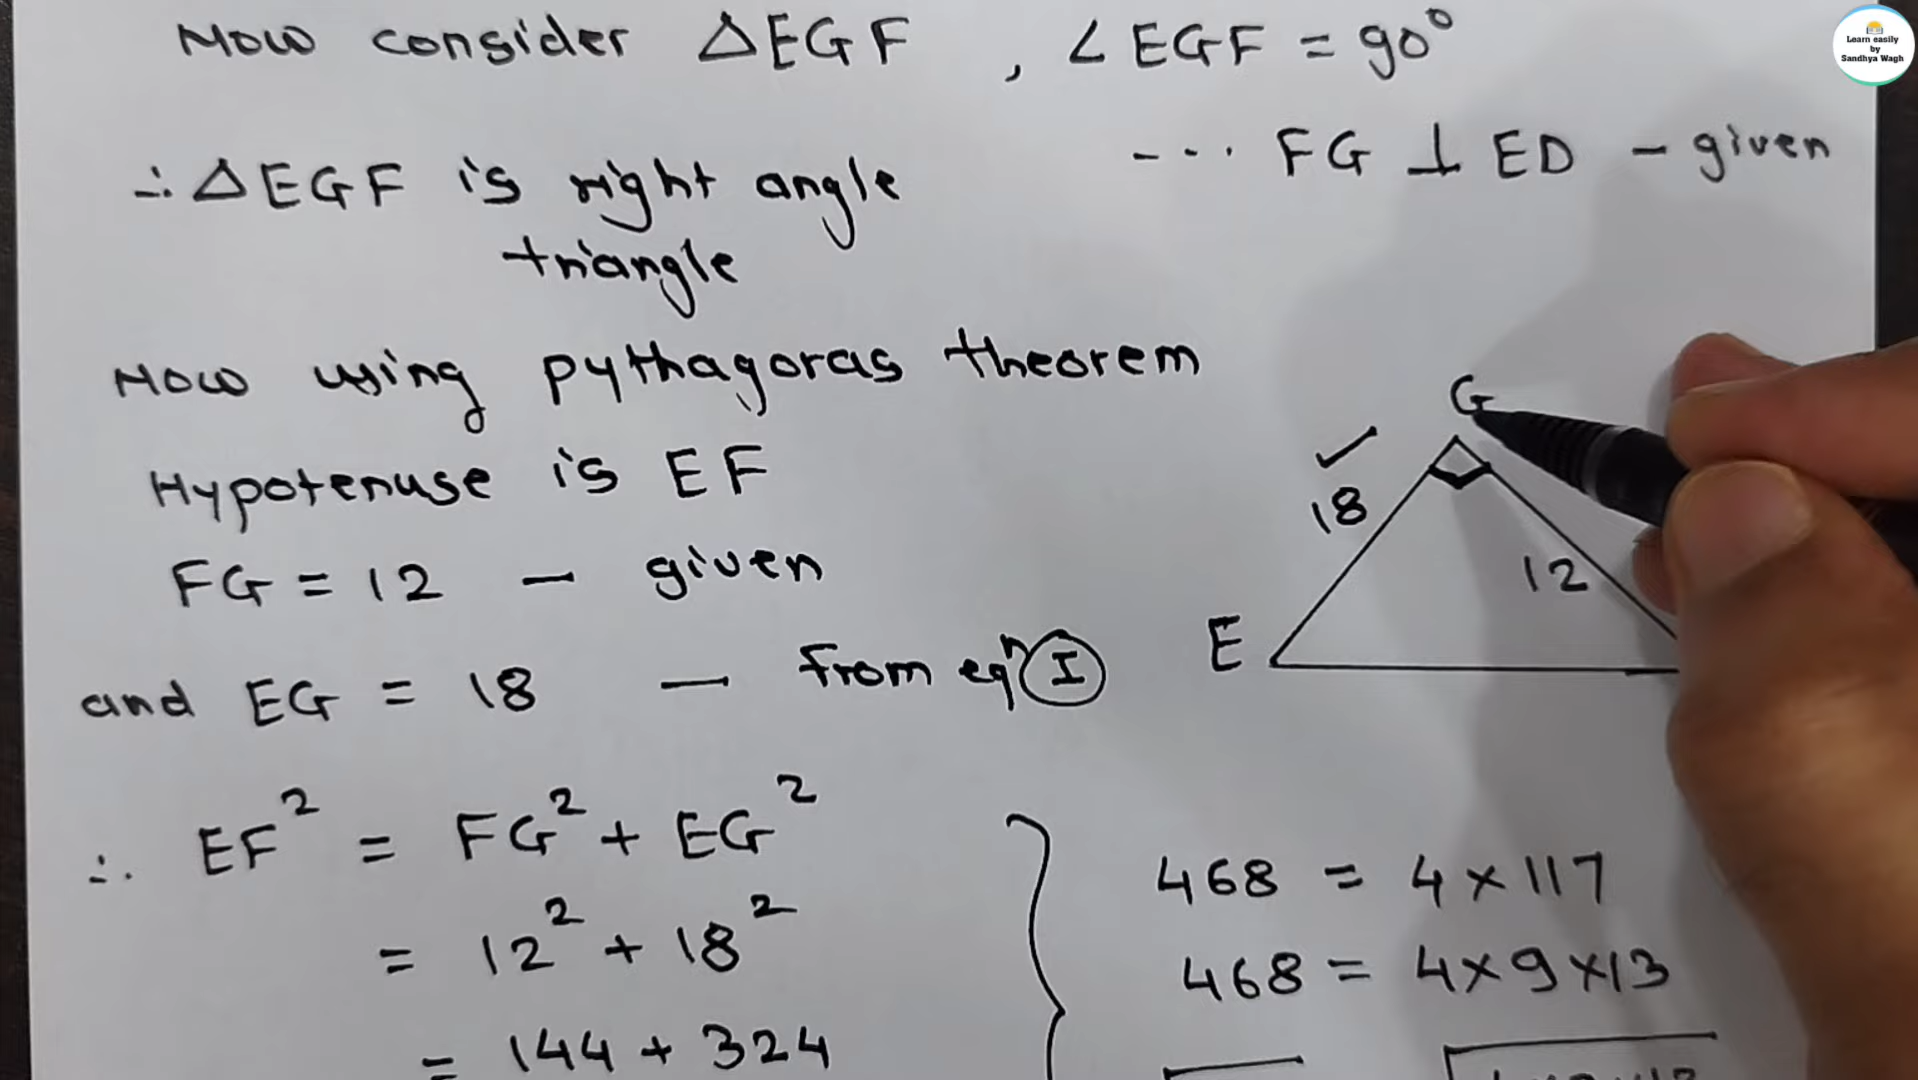 Now consider △EGF , ∠EGF = 90°
--·· FG ⊥ ED – given
∴ △EGF is right angle
triangle
Now using pythagoras theorem
Hypotenuse is EF
FG = 12 – given
and EG = 18 – from eqⁿ Ⓘ
∴ EF² = FG² + EG²
= 12² + 18²
= 144 + 324
G
✓
18
12
E
468 = 4 × 117
468 = 4 × 9 × 13
Learn easily
by
Sandhya Wagh